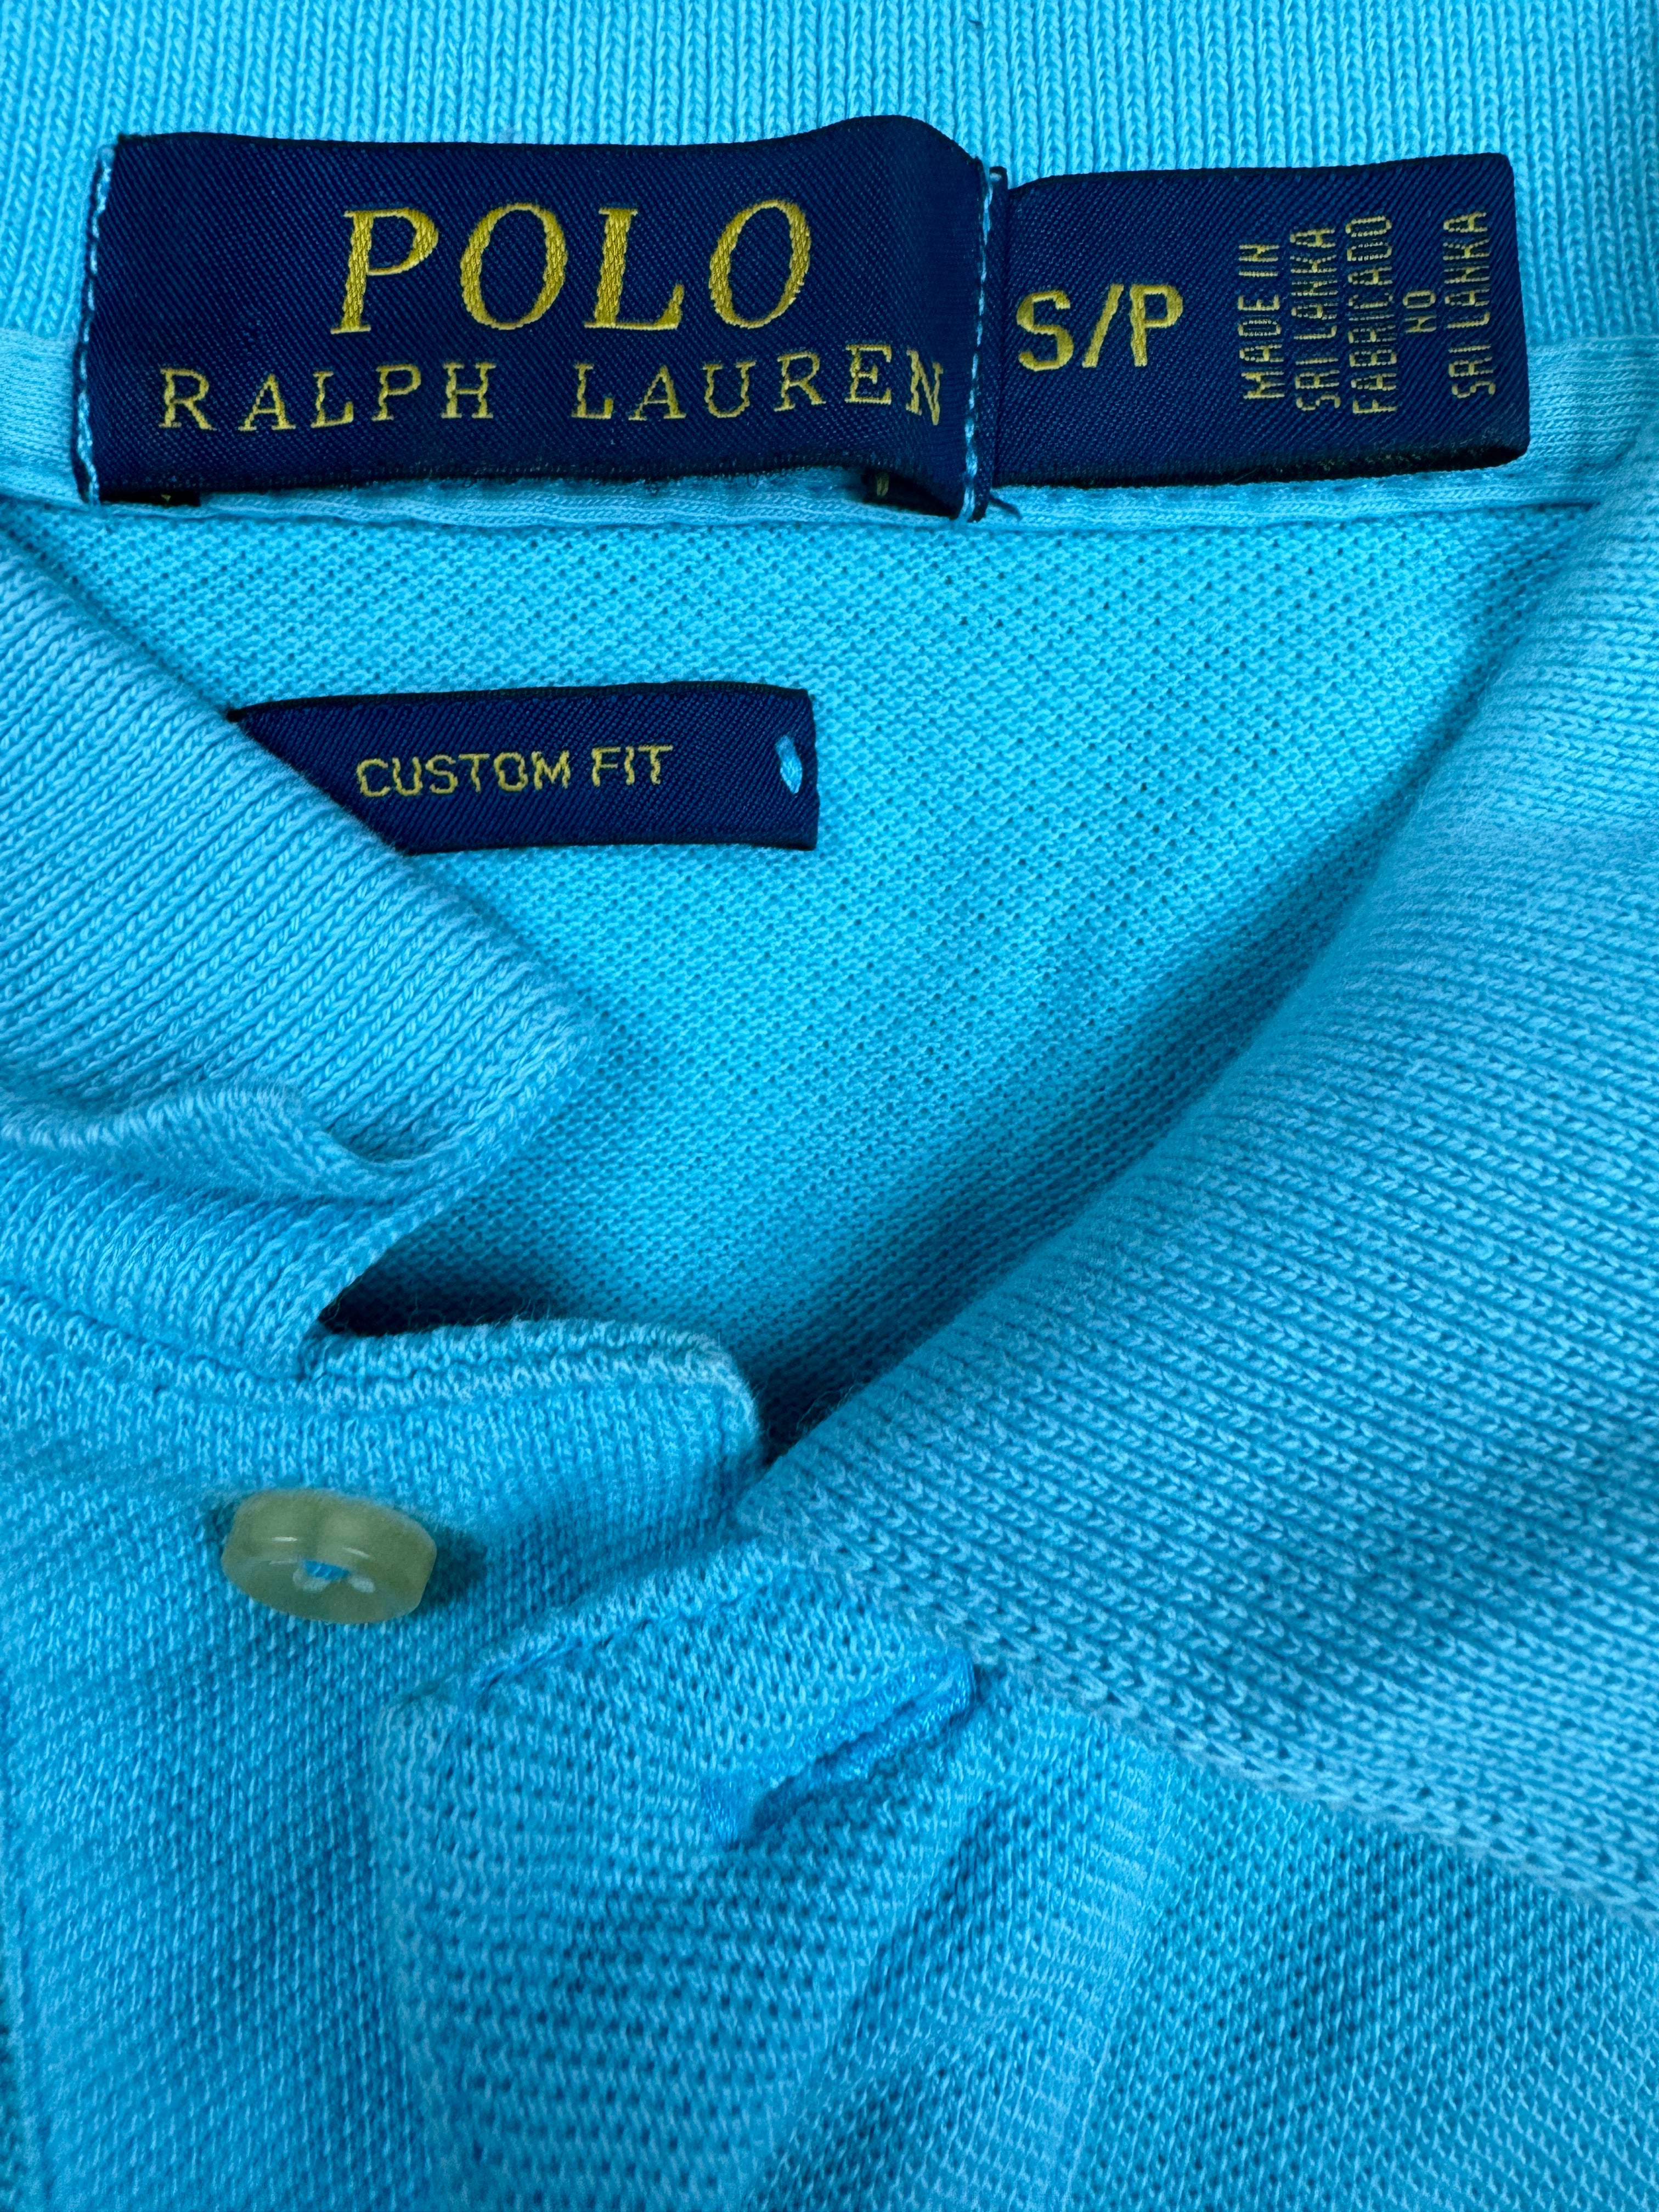 POLO
RALPH LAUREN
S/P
MADE IN
SRI LANKA
FABRICADO
NO
SRI LANKA
CUSTOM FIT